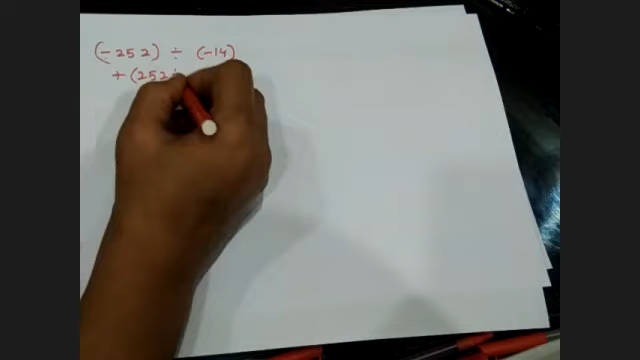 (-252) ÷ (-14)
+ (252 ÷